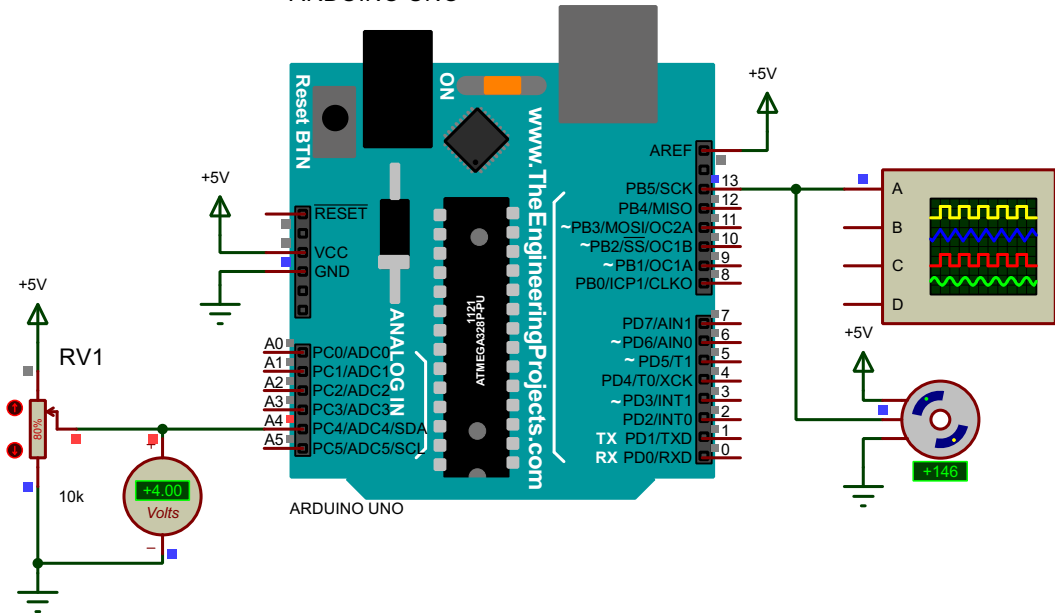 ARDUINO UNO
Reset BTN
ON
www.TheEngineeringProjects.com
+5V
RESET
VCC
GND
ANALOG IN
1121
ATMEGA328P-PU
A0 PC0/ADC0
A1 PC1/ADC1
A2 PC2/ADC2
A3 PC3/ADC3
A4 PC4/ADC4/SDA
A5 PC5/ADC5/SCL
+5V
AREF
PB5/SCK 13
PB4/MISO 12
~PB3/MOSI/OC2A 11
~PB2/SS/OC1B 10
~PB1/OC1A 9
PB0/ICP1/CLKO 8
PD7/AIN1 7
~PD6/AIN0 6
~PD5/T1 5
PD4/T0/XCK 4
~PD3/INT1 3
PD2/INT0 2
TX PD1/TXD 1
RX PD0/RXD 0
ARDUINO UNO
+5V
RV1
80%
10k
+
+4.00
Volts
−
A
B
C
D
+5V
+146